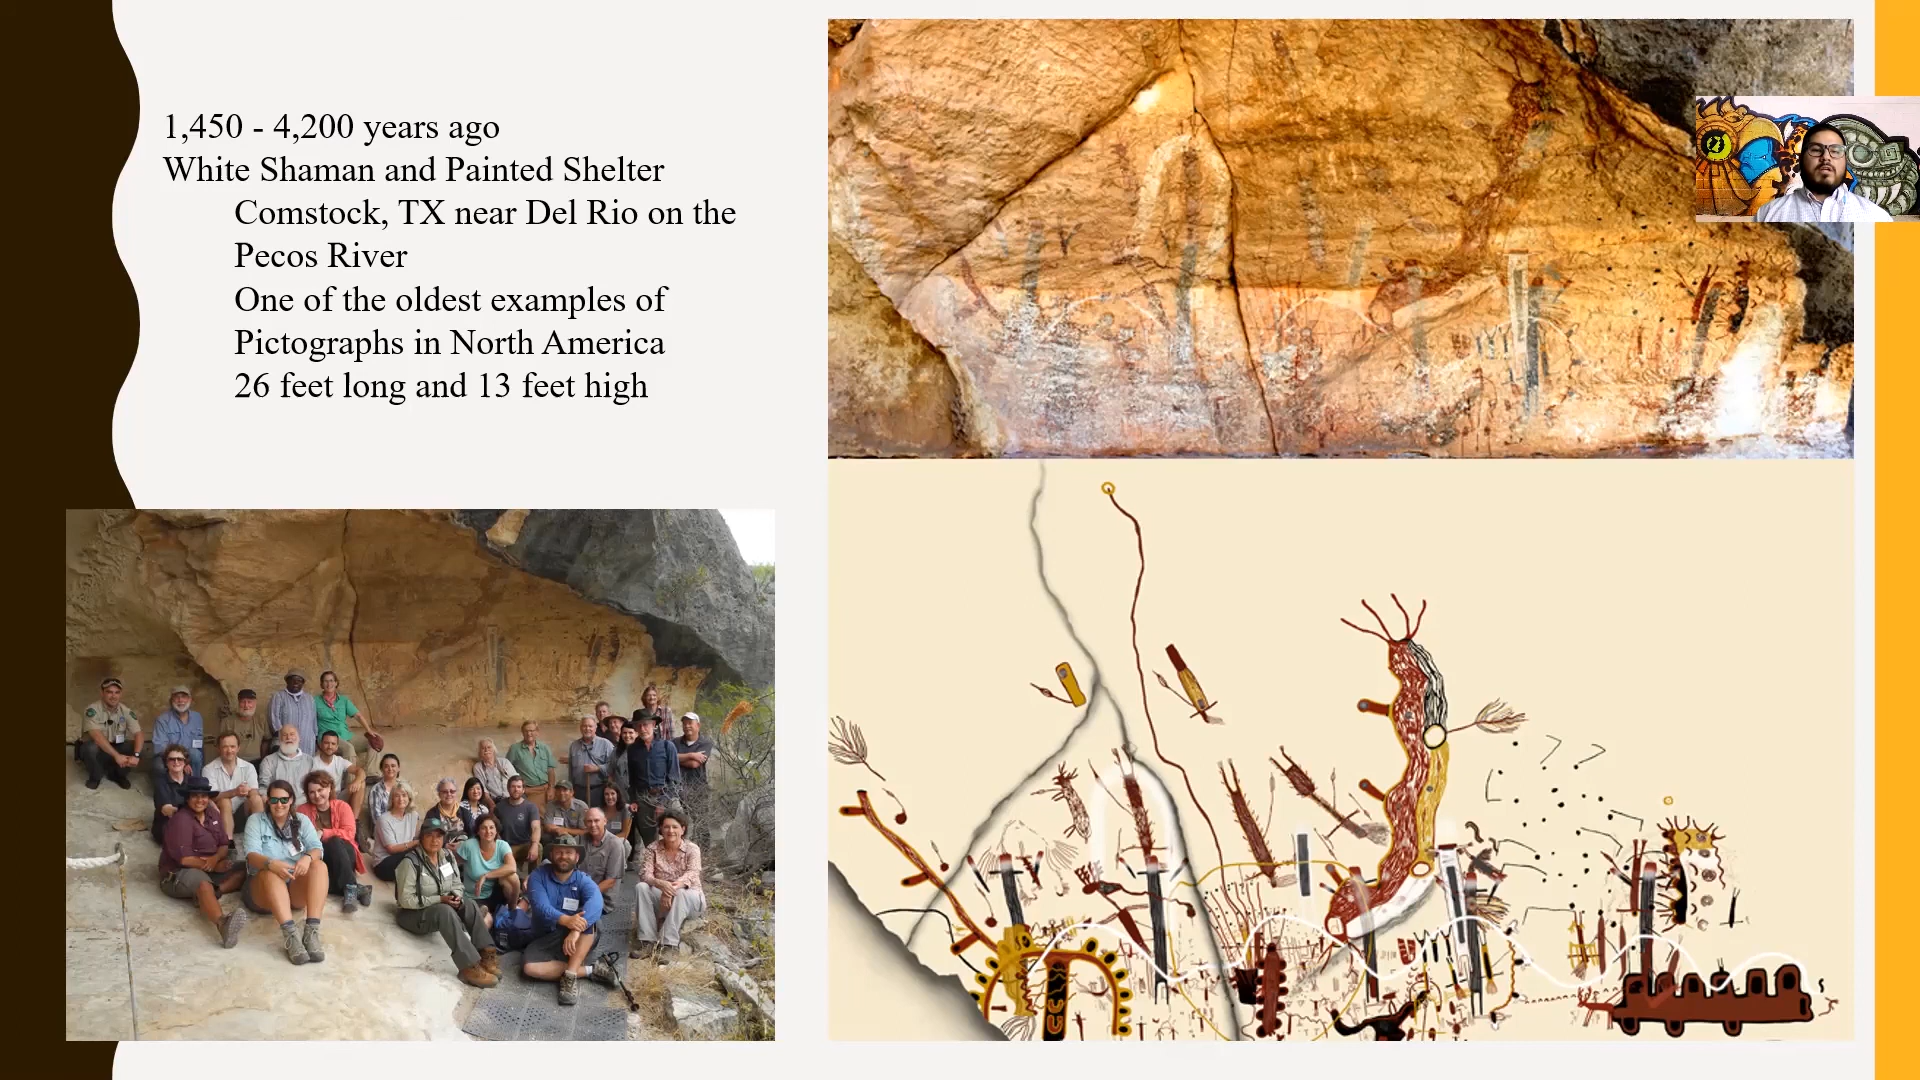 1,450 - 4,200 years ago
White Shaman and Painted Shelter
Comstock, TX near Del Rio on the
Pecos River
One of the oldest examples of
Pictographs in North America
26 feet long and 13 feet high